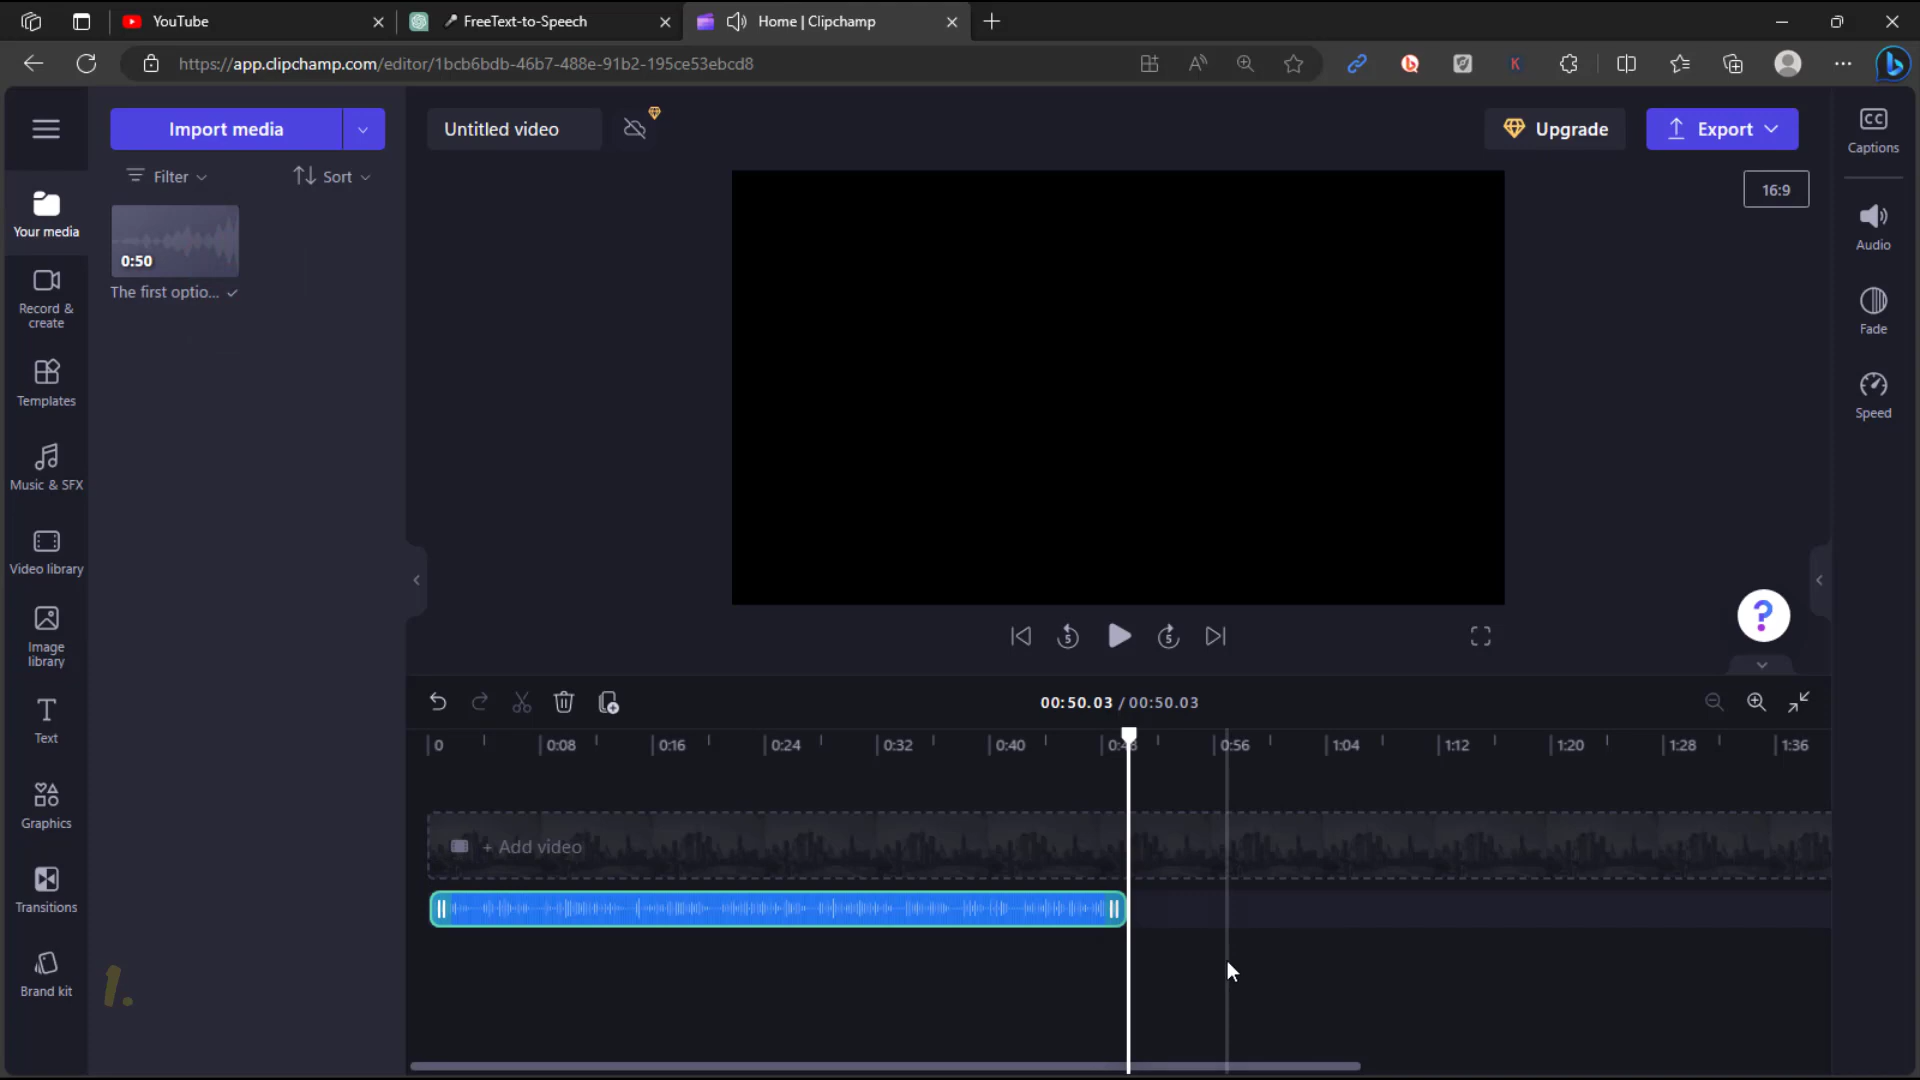 YouTube
FreeText-to-Speech
Home | Clipchamp
https://app.clipchamp.com/editor/1bcb6bdb-46b7-488e-91b2-195ce53ebcd8
Import media
Untitled video
Upgrade
Export
CC
Captions
Filter
Sort
16:9
Your media
0:50
The first optio...
Audio
Record &
create
Fade
Templates
Speed
Music & SFX
Video library
Image
library
?
5
5
Text
00:50.03 / 00:50.03
0
0:08
0:16
0:24
0:32
0:40
0:56
1:04
1:12
1:20
1:28
1:36
Graphics
+ Add video
Transitions
Brand kit
1.